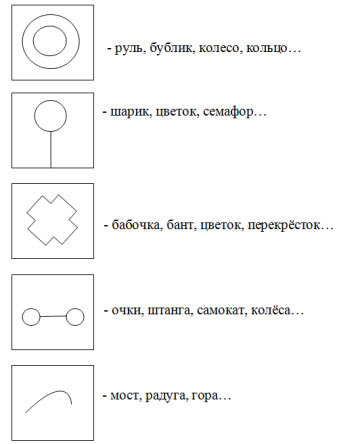 - руль, бублик, колесо, кольцо…
- шарик, цветок, семафор…
- бабочка, бант, цветок, перекрёсток…
- очки, штанга, самокат, колёса…
- мост, радуга, гора…